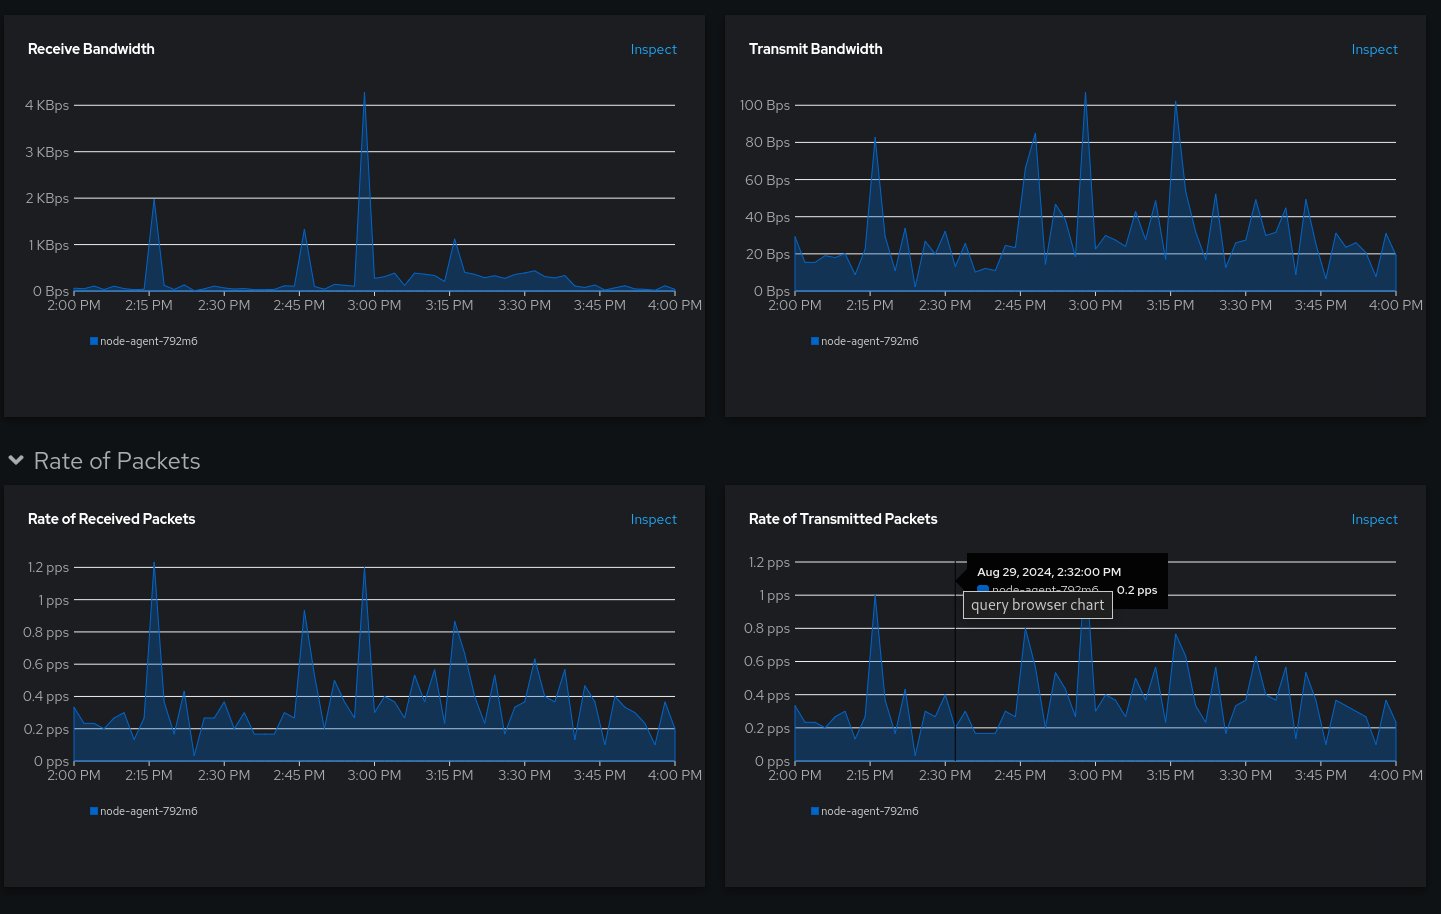 Receive Bandwidth
Inspect
4 KBps
3 KBps
2 KBps
1 KBps
0 Bps
2:00 PM 2:15 PM 2:30 PM 2:45 PM 3:00 PM 3:15 PM 3:30 PM 3:45 PM 4:00 PM
node-agent-792m6
Transmit Bandwidth
Inspect
100 Bps
80 Bps
60 Bps
40 Bps
20 Bps
0 Bps
2:00 PM 2:15 PM 2:30 PM 2:45 PM 3:00 PM 3:15 PM 3:30 PM 3:45 PM 4:00 PM
node-agent-792m6
Rate of Packets
Rate of Received Packets
Inspect
1.2 pps
1 pps
0.8 pps
0.6 pps
0.4 pps
0.2 pps
0 pps
2:00 PM 2:15 PM 2:30 PM 2:45 PM 3:00 PM 3:15 PM 3:30 PM 3:45 PM 4:00 PM
node-agent-792m6
Rate of Transmitted Packets
Inspect
1.2 pps
1 pps
0.8 pps
0.6 pps
0.4 pps
0.2 pps
0 pps
Aug 29, 2024, 2:32:00 PM
node-agent-792m6 0.2 pps
query browser chart
2:00 PM 2:15 PM 2:30 PM 2:45 PM 3:00 PM 3:15 PM 3:30 PM 3:45 PM 4:00 PM
node-agent-792m6